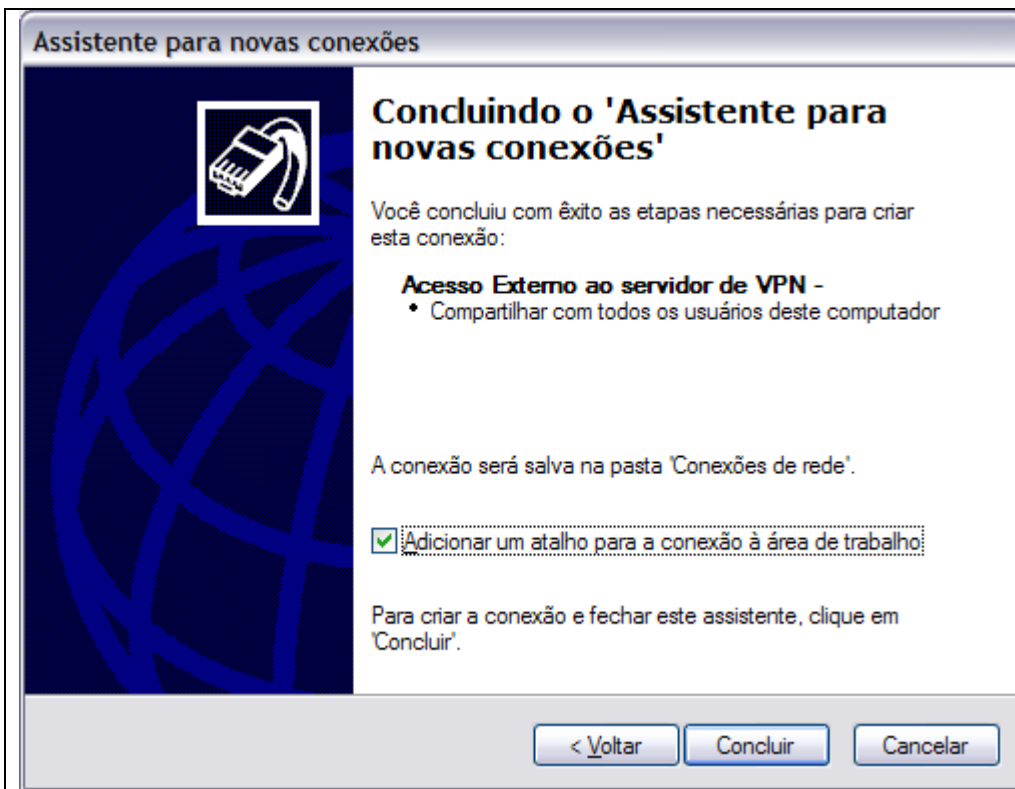 Assistente para novas conexões
Concluindo o 'Assistente para
novas conexões'
Você concluiu com êxito as etapas necessárias para criar
esta conexão:
Acesso Externo ao servidor de VPN -
• Compartilhar com todos os usuários deste computador
A conexão será salva na pasta 'Conexões de rede'.
Adicionar um atalho para a conexão à área de trabalho
Para criar a conexão e fechar este assistente, clique em
'Concluir'.
< Voltar Concluir Cancelar